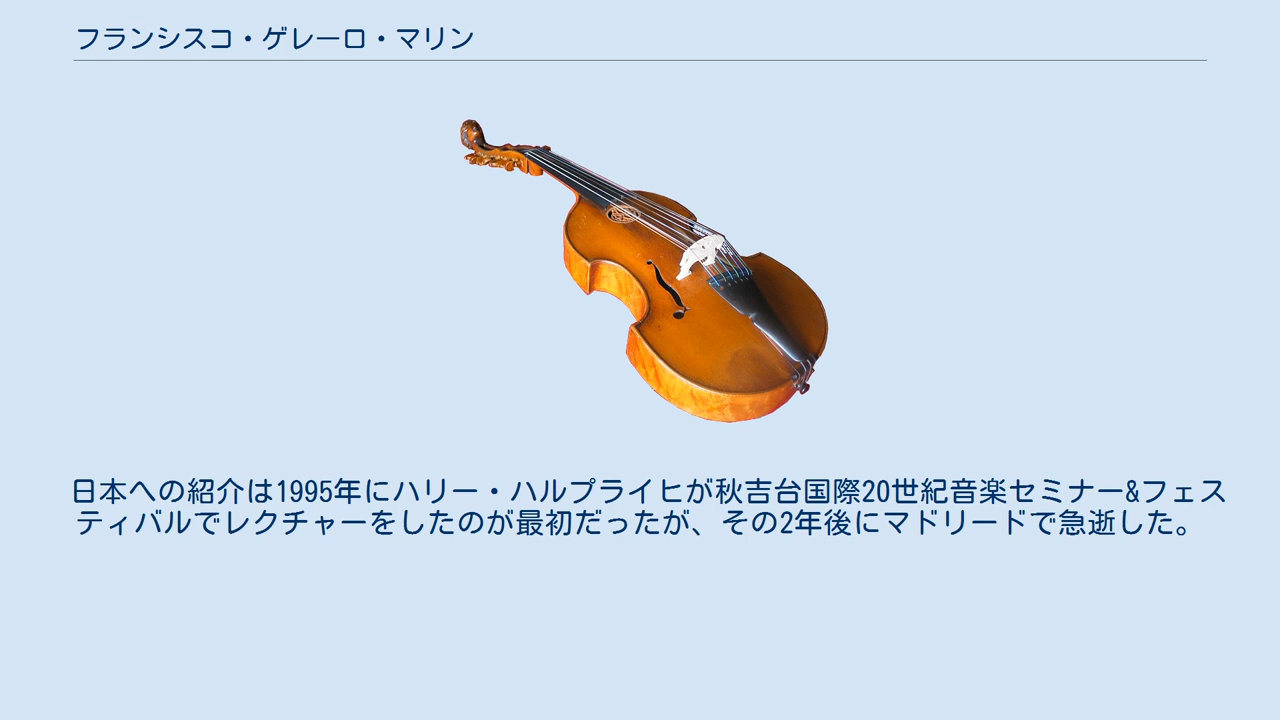 フランシスコ・ゲレーロ・マリン
日本への紹介は1995年にハリー・ハルプライヒが秋吉台国際20世紀音楽セミナー&フェス
ティバルでレクチャーをしたのが最初だったが、その2年後にマドリードで急逝した。